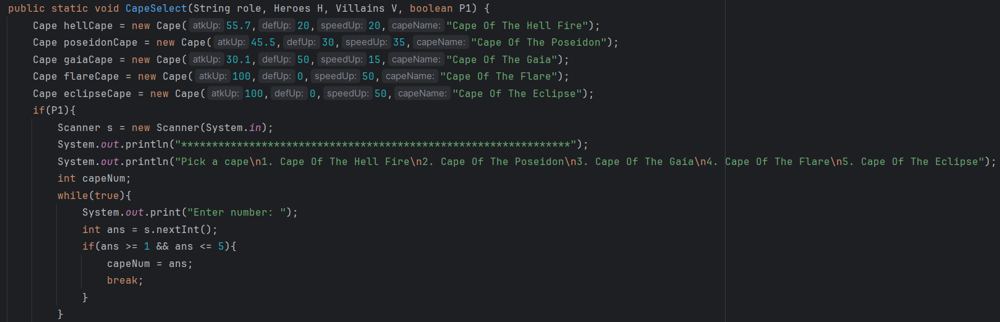 public static void CapeSelect(String role, Heroes H, Villains V, boolean P1) {
    Cape hellCape = new Cape( atkUp: 55.7, defUp: 20, speedUp: 20, capeName: "Cape Of The Hell Fire");
    Cape poseidonCape = new Cape( atkUp: 45.5, defUp: 30, speedUp: 35, capeName: "Cape Of The Poseidon");
    Cape gaiaCape = new Cape( atkUp: 30.1, defUp: 50, speedUp: 15, capeName: "Cape Of The Gaia");
    Cape flareCape = new Cape( atkUp: 100, defUp: 0, speedUp: 50, capeName: "Cape Of The Flare");
    Cape eclipseCape = new Cape( atkUp: 100, defUp: 0, speedUp: 50, capeName: "Cape Of The Eclipse");
    if(P1){
        Scanner s = new Scanner(System.in);
        System.out.println("***************************************************************");
        System.out.println("Pick a cape\n1. Cape Of The Hell Fire\n2. Cape Of The Poseidon\n3. Cape Of The Gaia\n4. Cape Of The Flare\n5. Cape Of The Eclipse");
        int capeNum;
        while(true){
            System.out.print("Enter number: ");
            int ans = s.nextInt();
            if(ans >= 1 && ans <= 5){
                capeNum = ans;
                break;
            }
        }